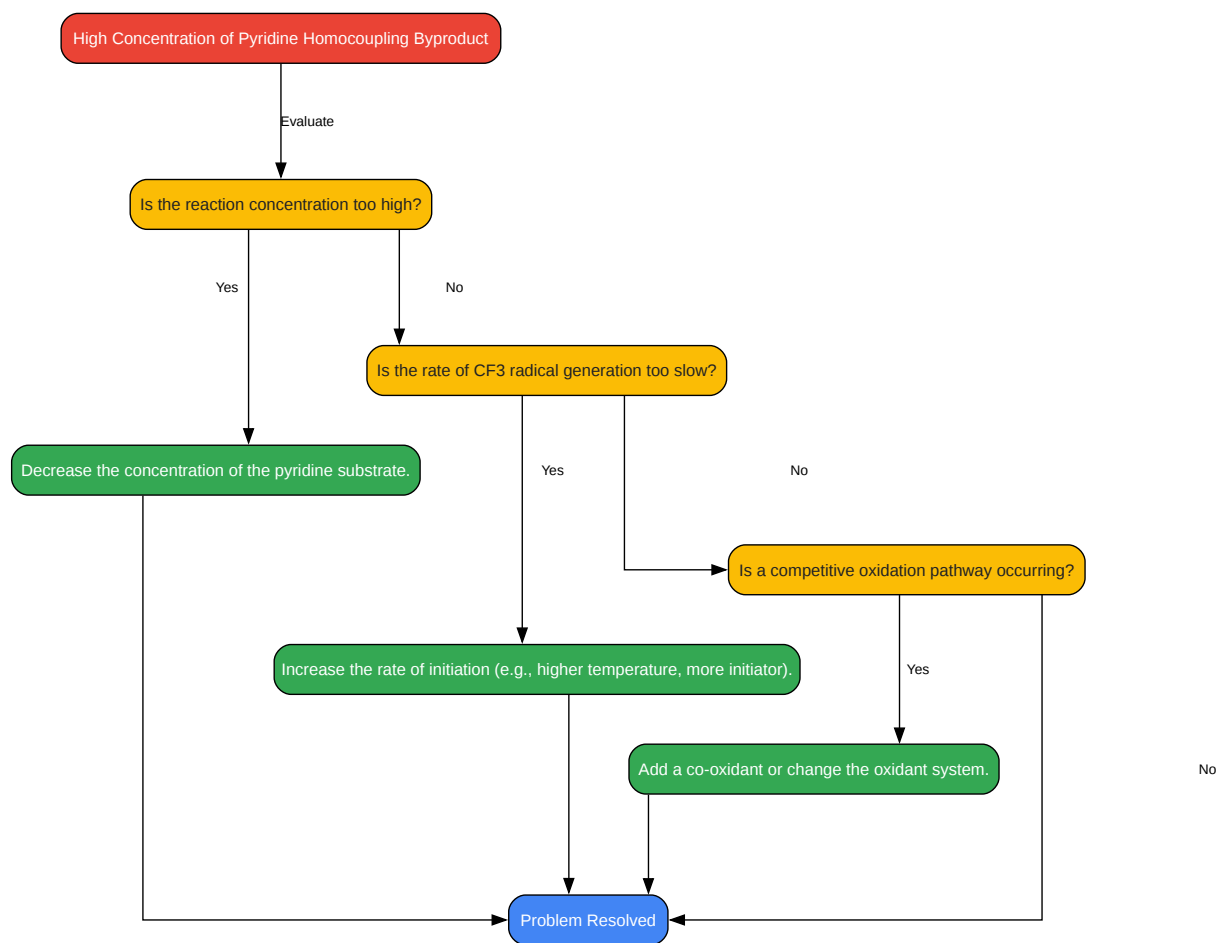 High Concentration of Pyridine Homocoupling Byproduct
Evaluate
Is the reaction concentration too high?
Yes
No
Is the rate of CF3 radical generation too slow?
Decrease the concentration of the pyridine substrate.
Yes
No
Is a competitive oxidation pathway occurring?
Increase the rate of initiation (e.g., higher temperature, more initiator).
Yes
Add a co-oxidant or change the oxidant system.
No
Problem Resolved